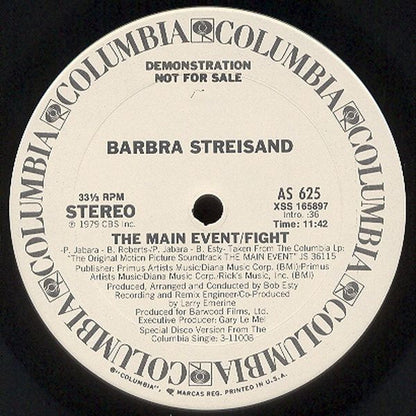 COLUMBIA COLUMBIA COLUMBIA COLUMBIA COLUMBIA COLUMBIA
DEMONSTRATION
NOT FOR SALE
BARBRA STREISAND
33⅓ RPM
STEREO
℗ 1979 CBS Inc.
AS 625
XSS 165897
Intro. :36
Time: 11:42
THE MAIN EVENT/FIGHT
-P. Jabara - B. Roberts-/P. Jabara - B. Esty- Taken From The Columbia Lp:
"The Original Motion Picture Soundtrack THE MAIN EVENT" JS 36115
Publisher: Primus Artists Music/Diana Music Corp. (BMI)/Primus
Artists Music/Diana Music Corp./Rick's Music, Inc. (BMI)
Produced, Arranged and Conducted by Bob Esty
Recording and Remix Engineer/Co-Produced
by Larry Emerine
Produced for Barwood Films, Ltd.
Executive Producer: Gary Le Mel
Special Disco Version From The
Columbia Single: 3-11008
® "COLUMBIA", MARCAS REG. PRINTED IN U.S.A.